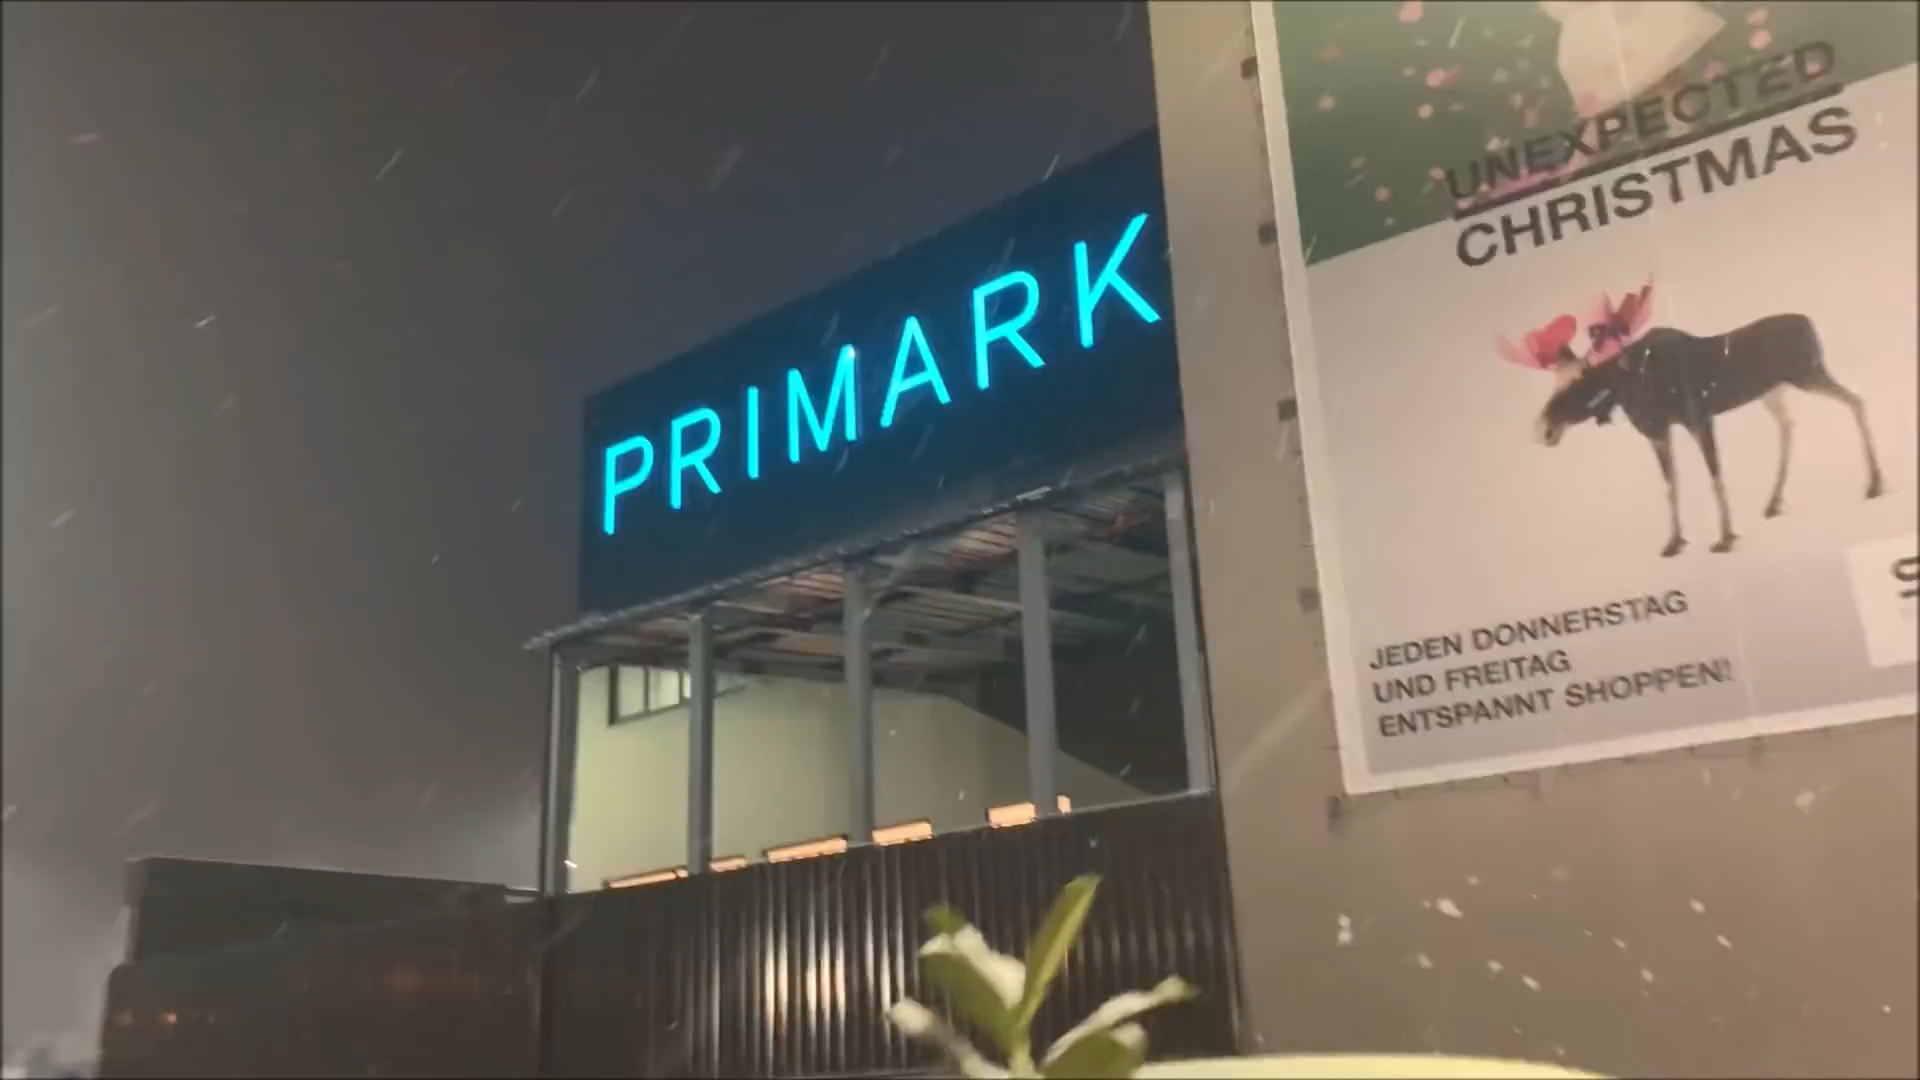 PRIMARK
UNEXPECTED
CHRISTMAS
JEDEN DONNERSTAG
UND FREITAG
ENTSPANNT SHOPPEN!